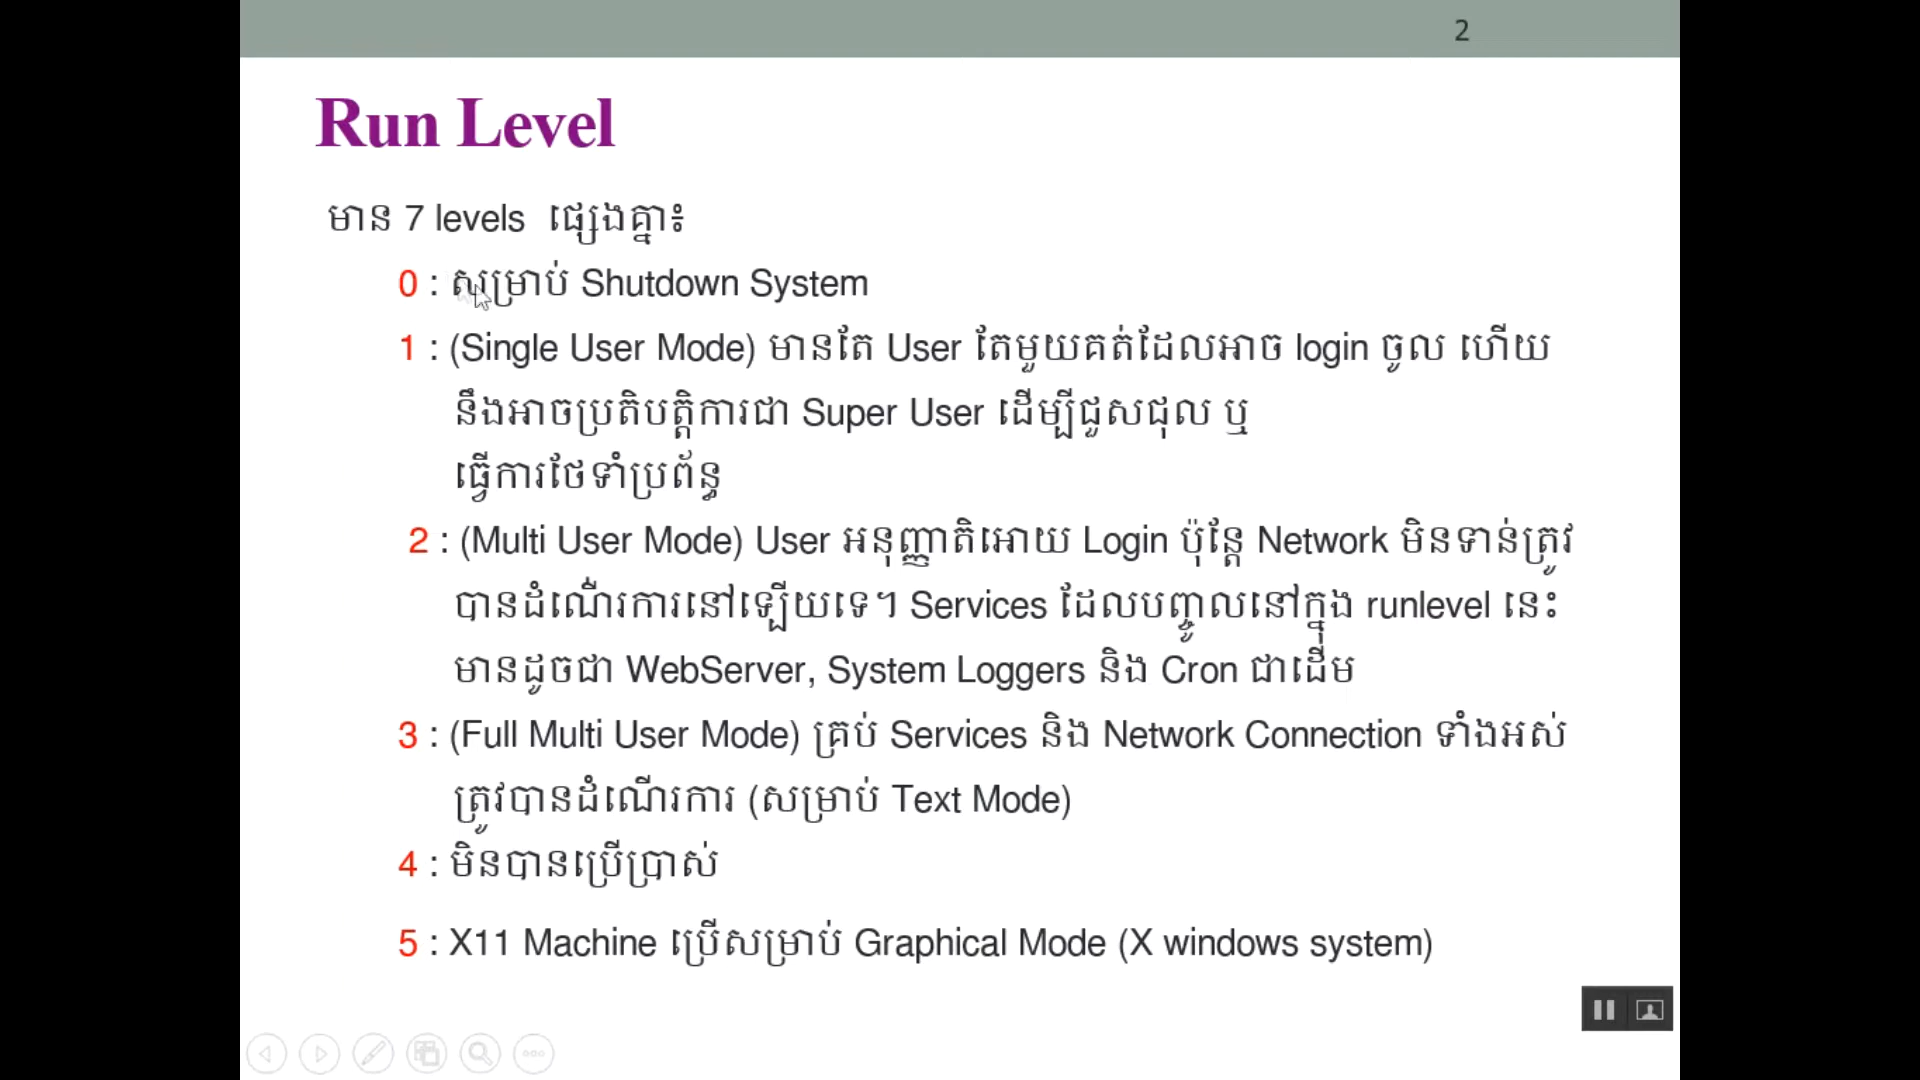 2
Run Level
មាន 7 levels ផ្សេងគ្នា៖
0 : សម្រាប់ Shutdown System
1 : (Single User Mode) មានតែ User តែមួយគត់ដែលអាច login ចូល ហើយ
នឹងអាចប្រតិបត្តិការជា Super User ដើម្បីជួសជុល ឬ
ធ្វើការថែទាំប្រព័ន្ធ
2 : (Multi User Mode) User អនុញ្ញាតិអោយ Login ប៉ុន្តែ Network មិនទាន់ត្រូវ
បានដំណើរការនៅឡើយទេ។ Services ដែលបញ្ចូលនៅក្នុង runlevel នេះ
មានដូចជា WebServer, System Loggers និង Cron ជាដើម
3 : (Full Multi User Mode) គ្រប់ Services និង Network Connection ទាំងអស់
ត្រូវបានដំណើរការ (សម្រាប់ Text Mode)
4 : មិនបានប្រើប្រាស់
5 : X11 Machine ប្រើសម្រាប់ Graphical Mode (X windows system)